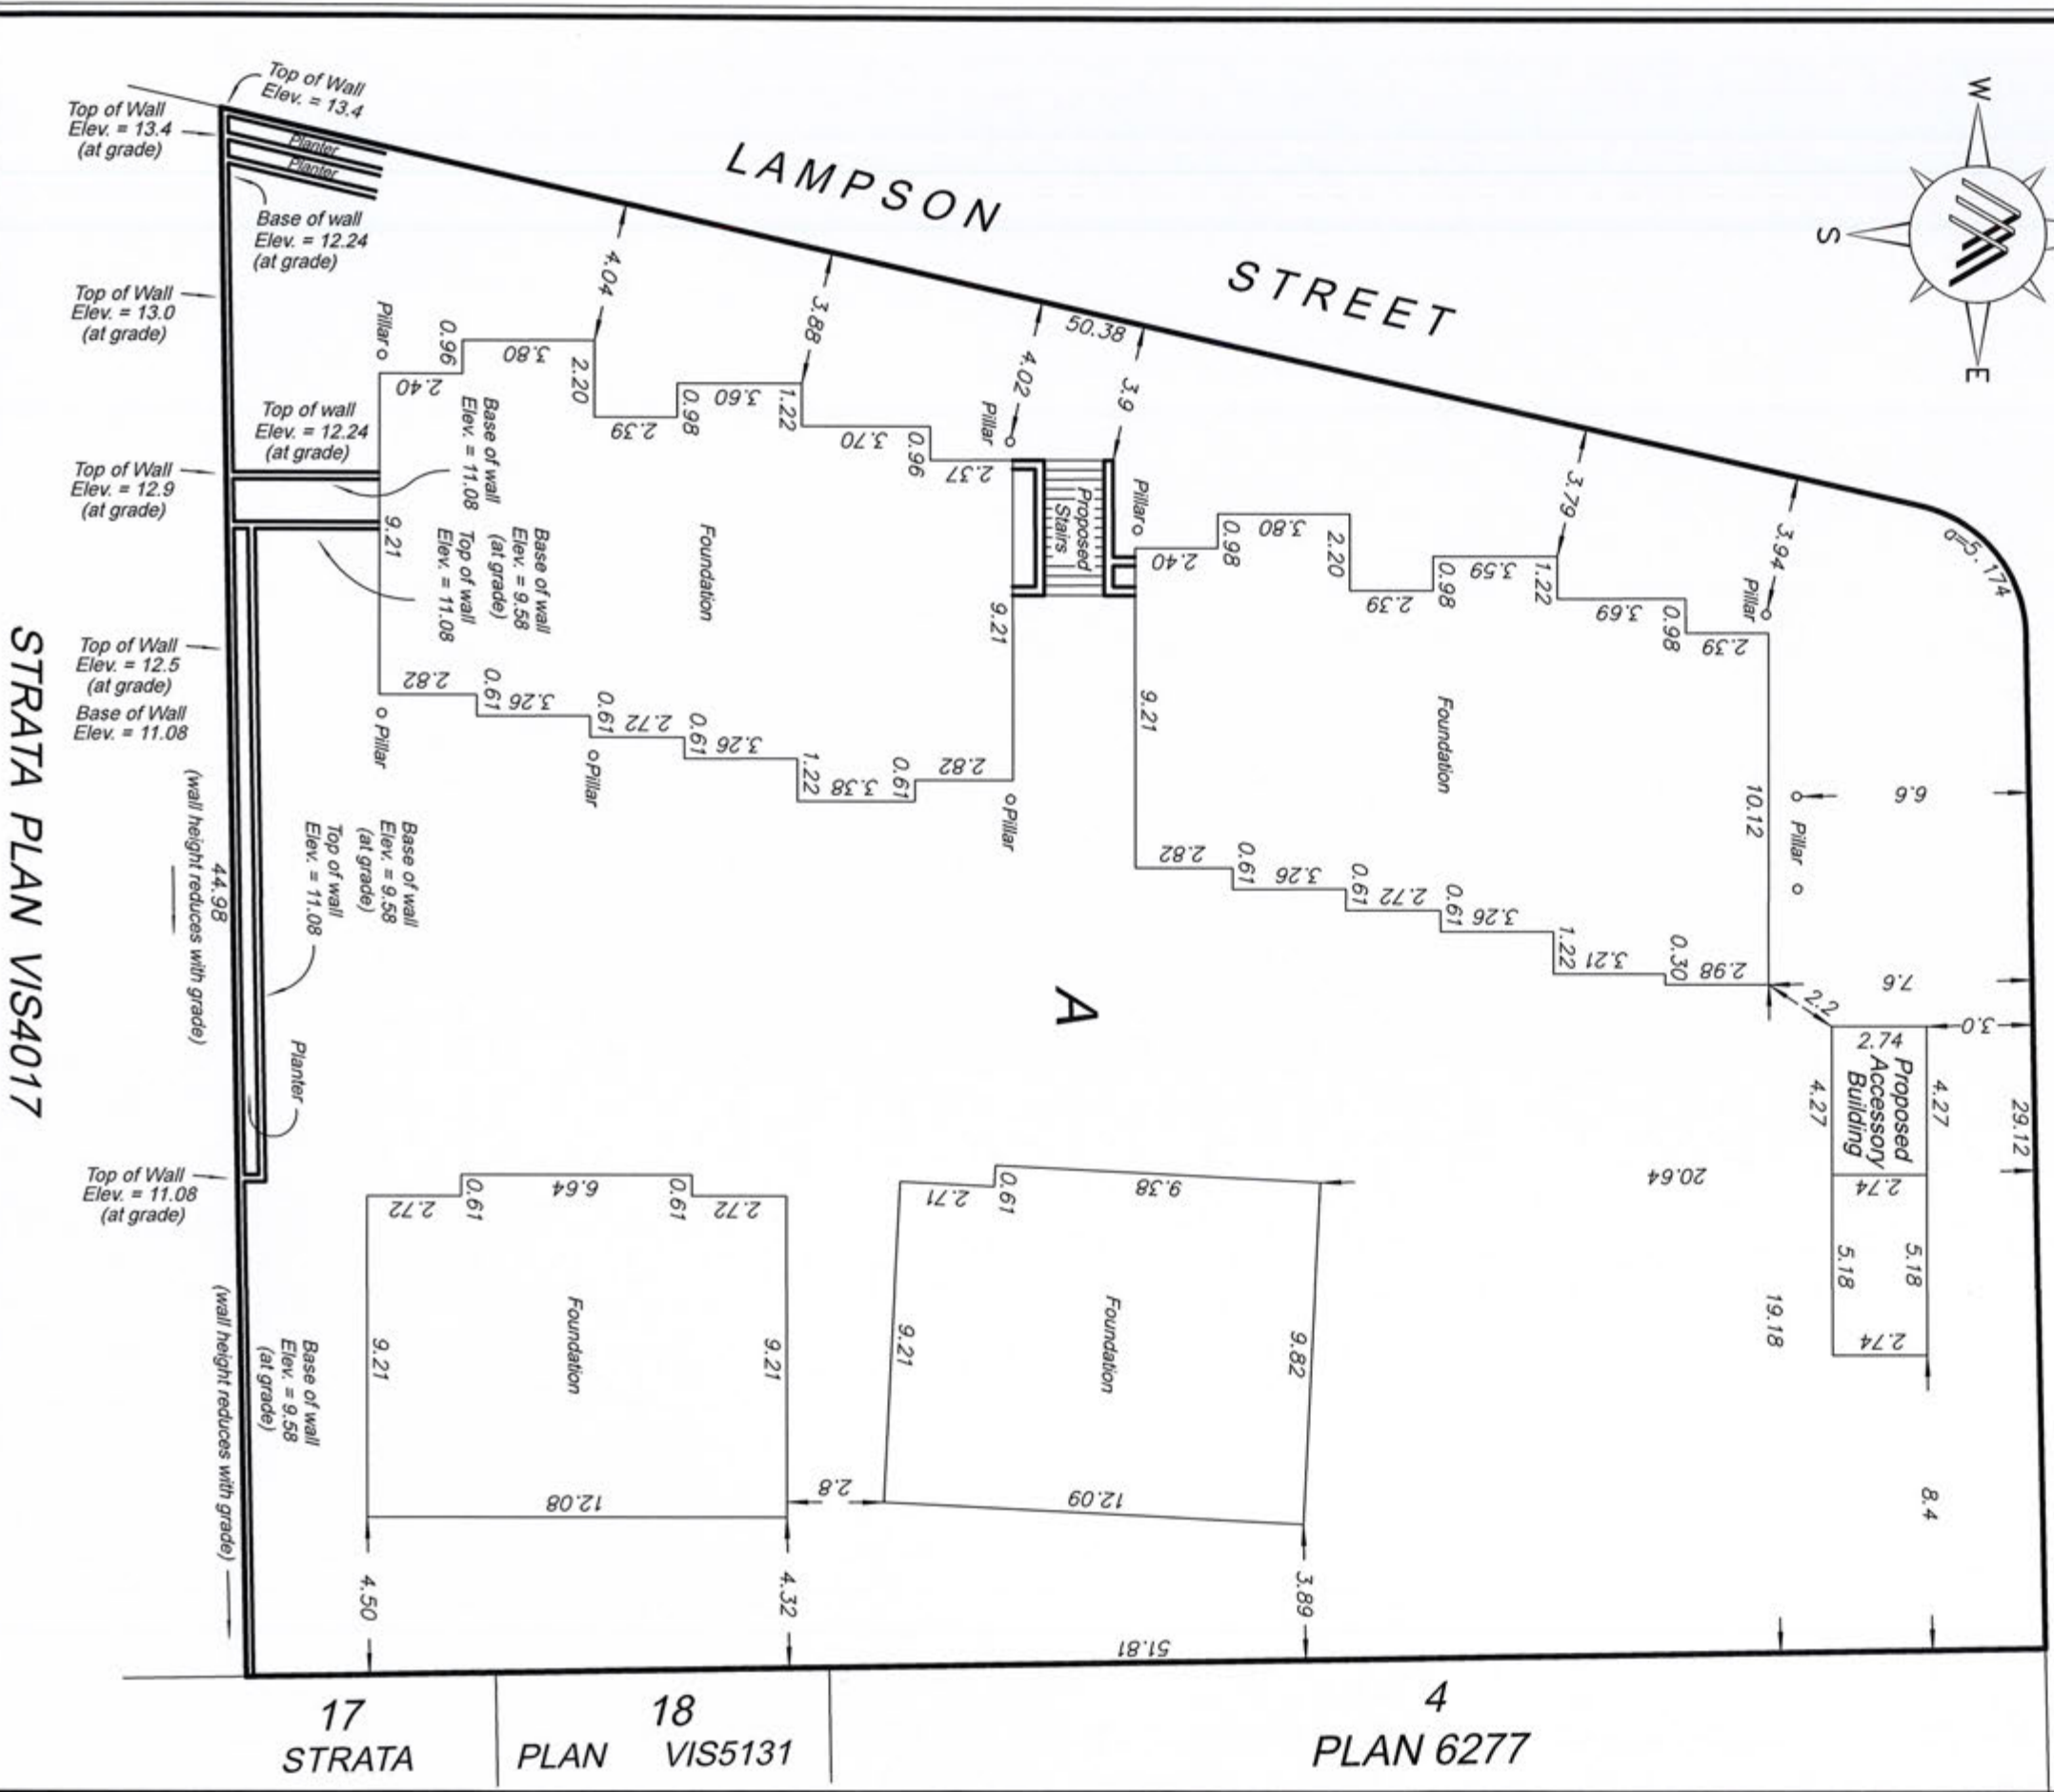 W
S
E
LAMPSON STREET
50.38
a=5.174
Top of Wall
Elev. = 13.4
Top of Wall
Elev. = 13.4
(at grade)
Planter
Planter
Base of wall
Elev. = 12.24
(at grade)
Top of Wall
Elev. = 13.0
(at grade)
Top of wall
Elev. = 12.24
(at grade)
Top of Wall
Elev. = 12.9
(at grade)
Top of Wall
Elev. = 12.5
(at grade)
Base of Wall
Elev. = 11.08
Top of Wall
Elev. = 11.08
(at grade)
4.04
3.88
4.02
3.9
3.79
3.94
Pillar
0.96
2.40
3.80
2.20
2.39
0.98
3.60
1.22
3.70
0.96
2.37
Pillar
Base of wall
Elev. = 11.08
Base of wall
Elev. = 9.58
(at grade)
Top of wall
Elev. = 11.08
Foundation
9.21
9.21
2.82
0.61
3.26
0.61
2.72
0.61
3.26
1.22
3.38
0.61
2.82
Pillar
Pillar
Pillar
Proposed
Stairs
Pillar
2.40
0.98
3.80
2.20
2.39
0.98
3.59
1.22
3.69
0.98
2.39
Pillar
Foundation
9.21
10.12
2.82
0.61
3.26
0.61
2.72
0.61
3.26
1.22
3.21
0.30
2.98
Pillar
6.6
7.6
2.2
3.0
2.74
Proposed
Accessory
Building
4.27
4.27
29.12
2.74
5.18
5.18
2.74
20.64
19.18
8.4
A
STRATA PLAN VIS4017
44.98
(wall height reduces with grade)
Base of wall
Elev. = 9.58
(at grade)
Top of wall
Elev. = 11.08
Planter
(wall height reduces with grade)
Base of wall
Elev. = 9.58
(at grade)
2.72
0.61
6.64
0.61
2.72
Foundation
9.21
9.21
12.08
2.8
2.71
0.61
9.38
Foundation
9.21
9.82
12.09
4.50
4.32
3.89
51.81
17
18
4
STRATA PLAN VIS5131
PLAN 6277